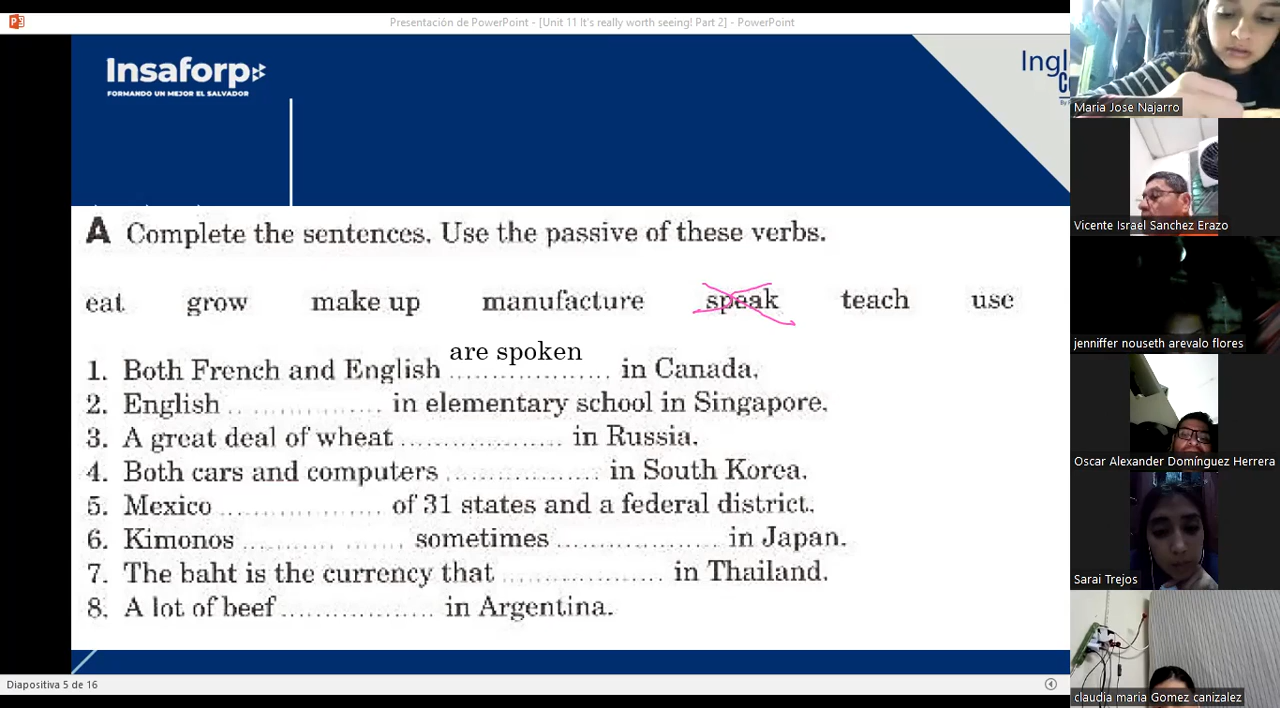 Presentación de PowerPoint - [Unit 11 It's really worth seeing! Part 2] - PowerPoint
Insaforp
FORMANDO UN MEJOR EL SALVADOR
Ingl
A Complete the sentences. Use the passive of these verbs.
eat grow make up manufacture speak teach use
are spoken
1. Both French and English .................... in Canada.
2. English .. .............. in elementary school in Singapore.
3. A great deal of wheat .................. in Russia.
4. Both cars and computers ................. in South Korea.
5. Mexico .................. of 31 states and a federal district.
6. Kimonos .......... ....... sometimes .................. in Japan.
7. The baht is the currency that .................. in Thailand.
8. A lot of beef ................. in Argentina.
Diapositiva 5 de 16
Maria Jose Najarro
Vicente Israel Sanchez Erazo
jenniffer nouseth arevalo flores
Oscar Alexander Domínguez Herrera
Sarai Trejos
claudia maria Gomez canizalez